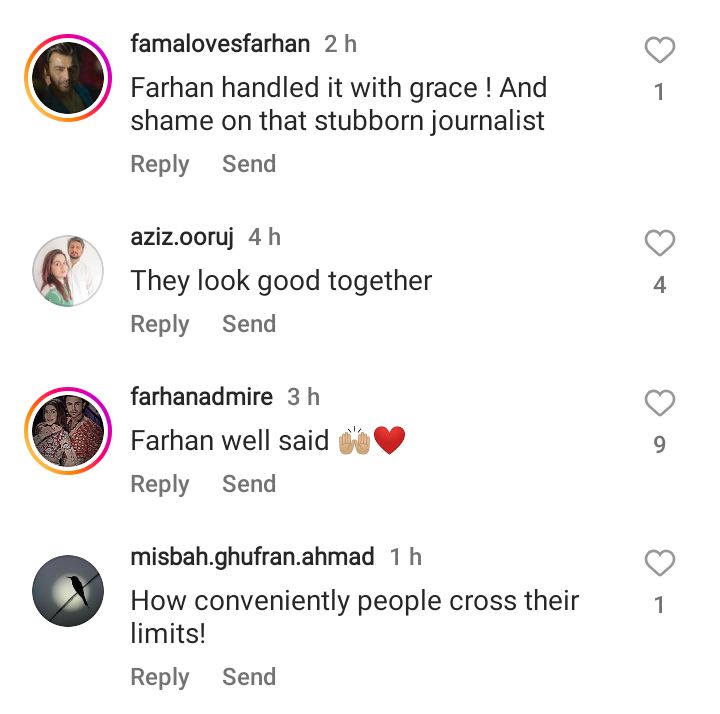 famalovesfarhan 2 h
Farhan handled it with grace ! And
1
shame on that stubborn journalist
Reply Send
aziz.ooruj 4 h
They look good together
4
Reply Send
farhanadmire 3 h
Farhan well said 🙌🏼❤️
9
Reply Send
misbah.ghufran.ahmad 1 h
How conveniently people cross their
1
limits!
Reply Send